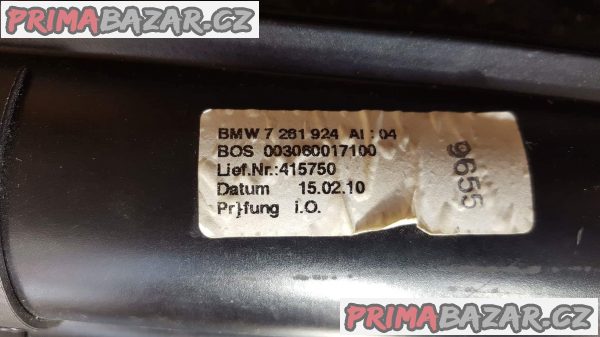 PRIMABAZAR.CZ
BMW 7 261 924 AI : 04
BOS 003060017100
Lief.Nr.:415750
Datum 15.02.10
Pr}fung i.O.
9655
PRIMABAZAR.CZ